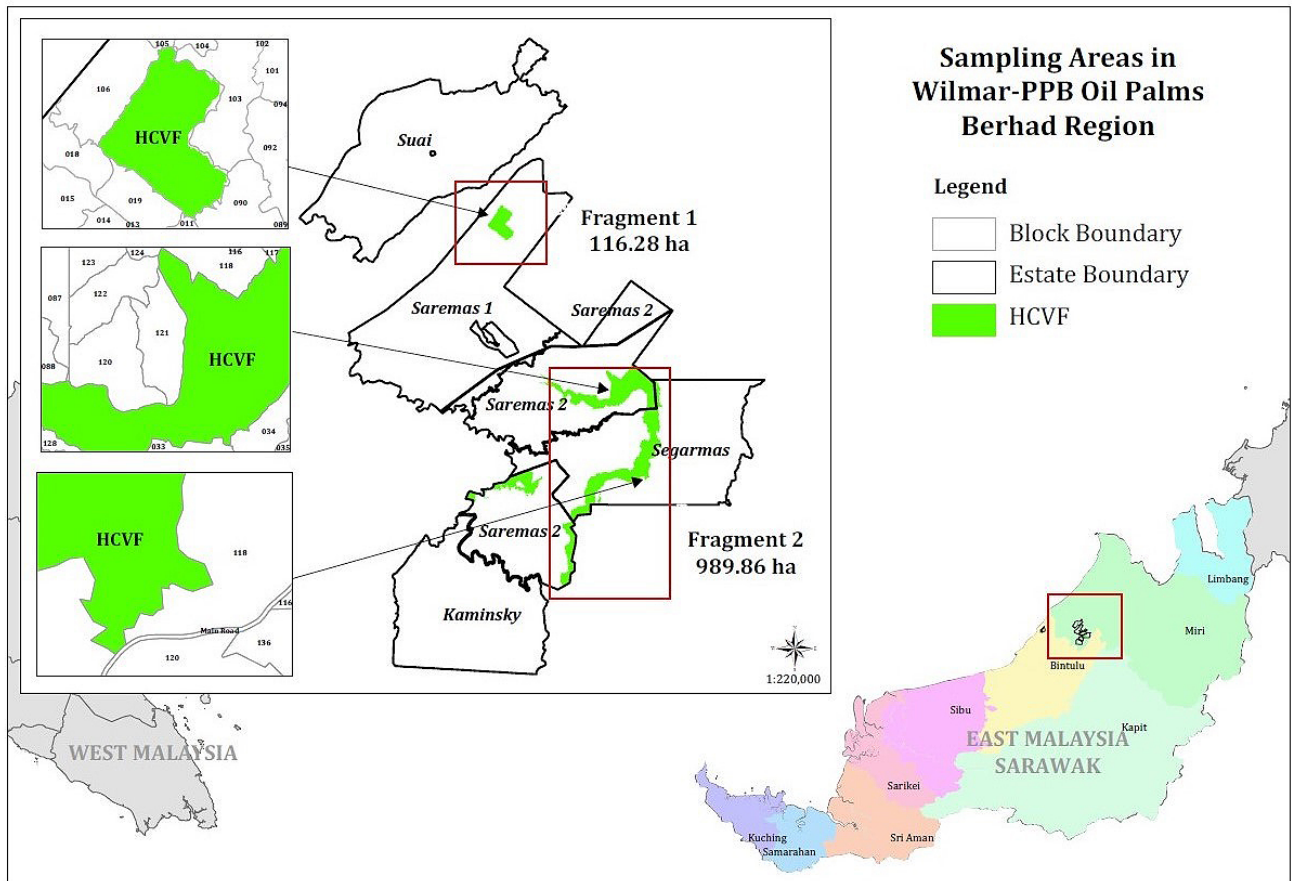 Sampling Areas in
Wilmar-PPB Oil Palms
Berhad Region
Legend
Block Boundary
Estate Boundary
HCVF
105
104
102
101
106
103
094
HCVF
092
018
015
019
090
014
013
011
089
123
124
116
117
118
122
087
121
HCVF
088
120
128
033
034
035
HCVF
118
116
Main Road
136
120
Suai
Fragment 1
116.28 ha
Saremas 1
Saremas 2
Saremas 2
Segarmas
Saremas 2
Fragment 2
989.86 ha
Kaminsky
1:220,000
WEST MALAYSIA
EAST MALAYSIA
SARAWAK
Limbang
Miri
Bintulu
Sibu
Kapit
Sarikei
Sri Aman
Kuching
Samarahan